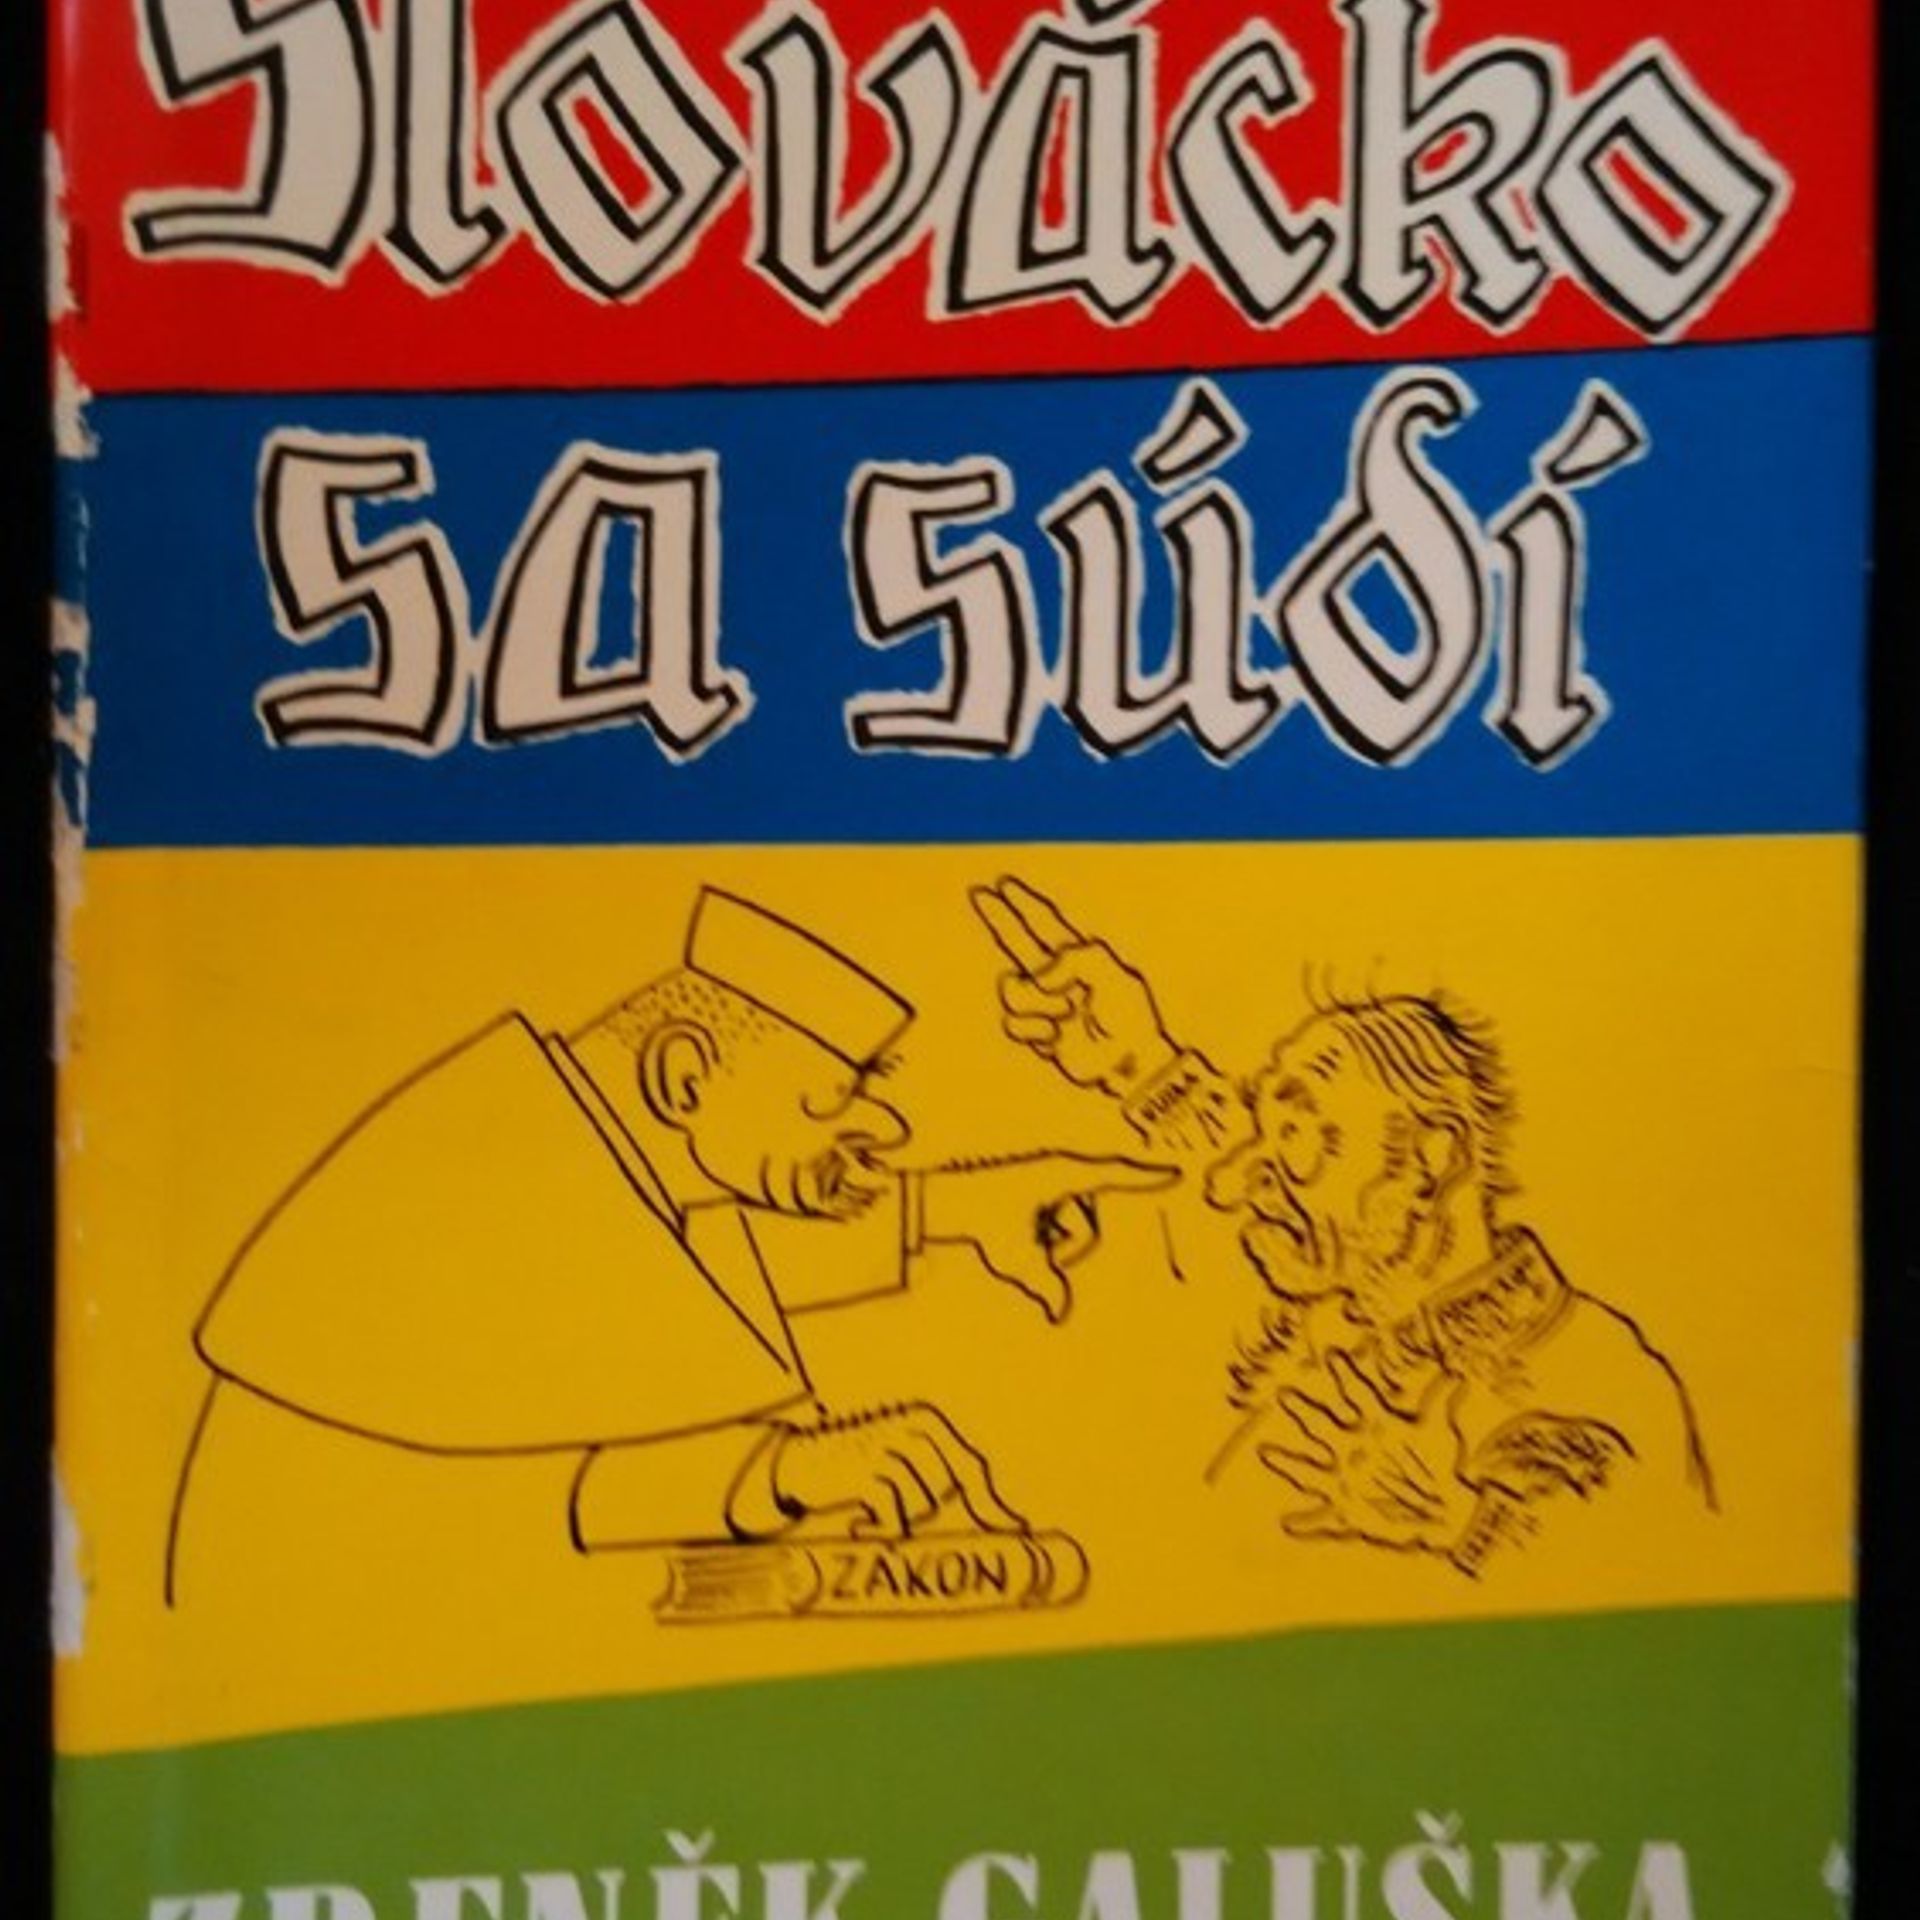 Slovácko
sa súdí
ZÁKON
ZDENĚK GALUŠKA